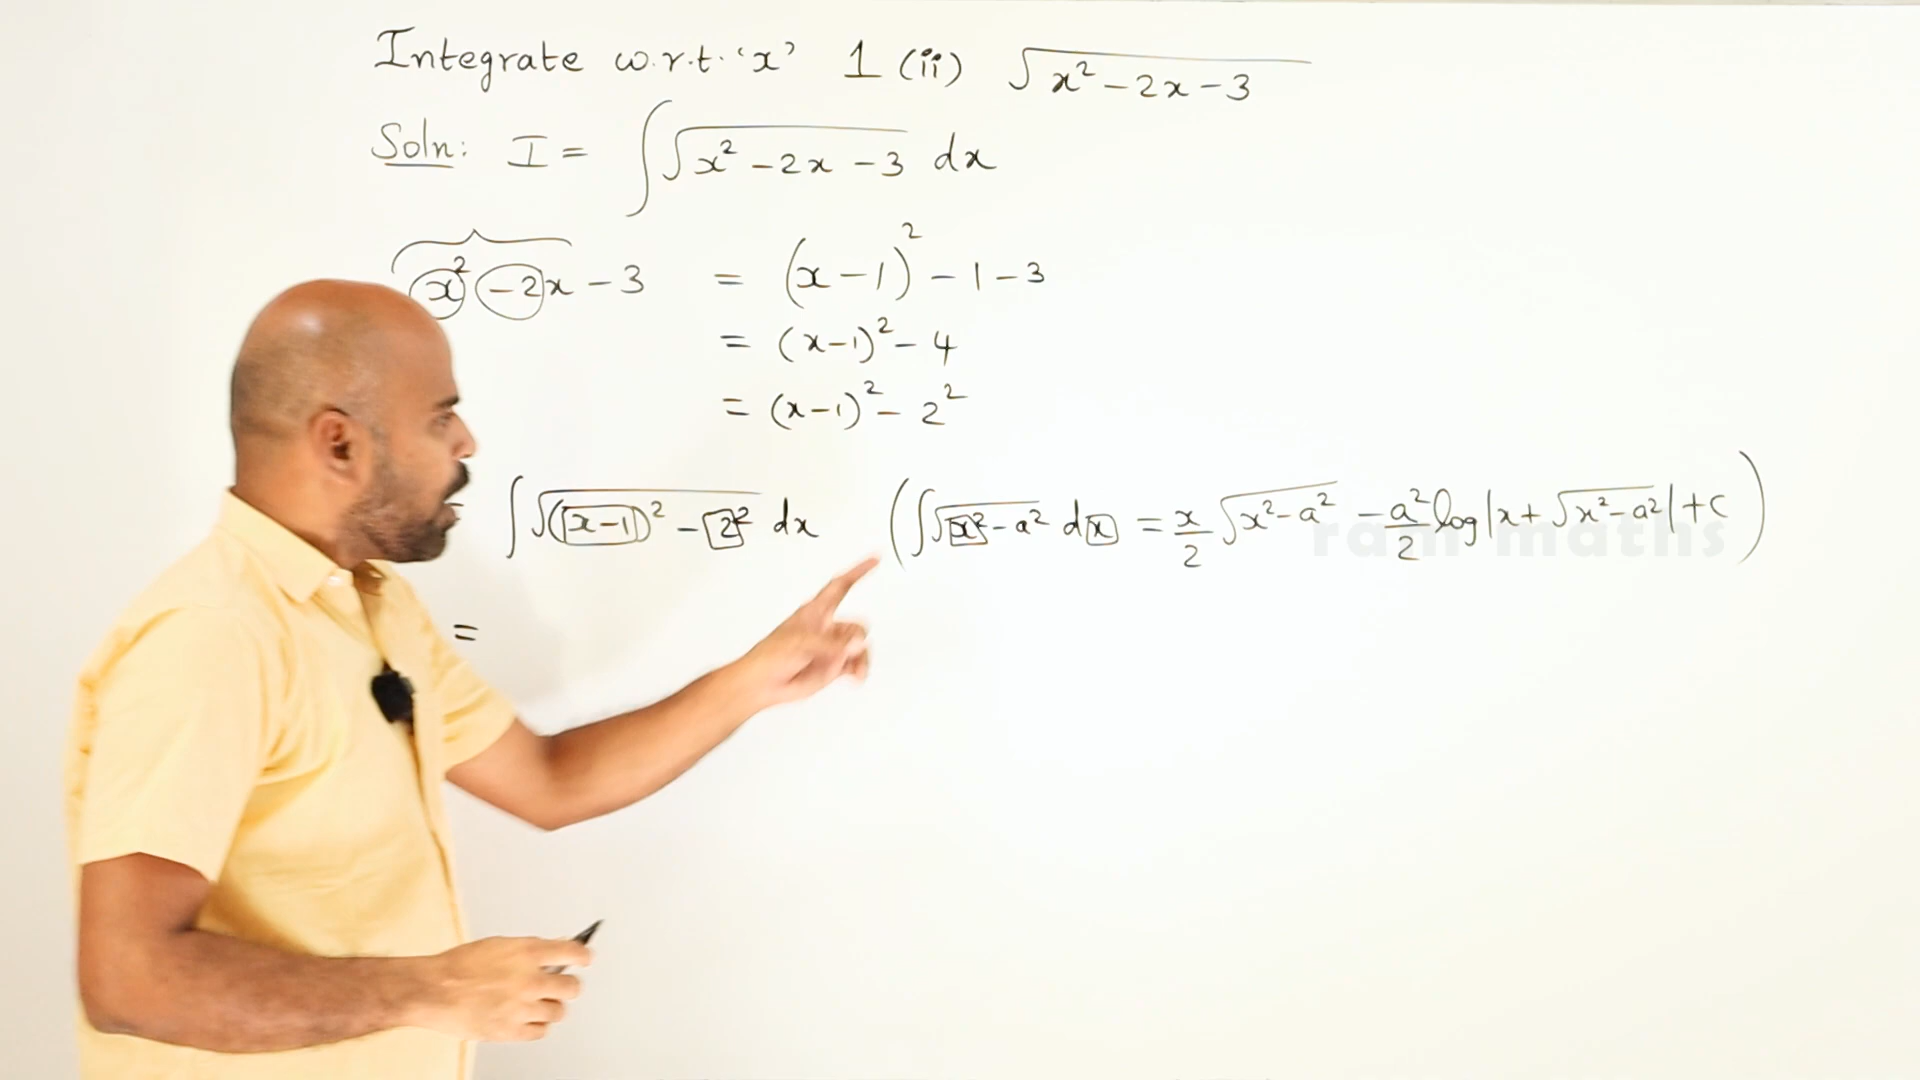 Integrate w.r.t. 'x' 1 (ii) √(x² - 2x - 3)
Soln: I = ∫√(x² - 2x - 3) dx
x² - 2x - 3 = (x - 1)² - 1 - 3
= (x-1)² - 4
= (x-1)² - 2²
= ∫√((x-1)² - 2²) dx (∫√(x² - a²) dx = x/2 √(x² - a²) - a²/2 log|x + √(x² - a²)| + c)
ram maths
=